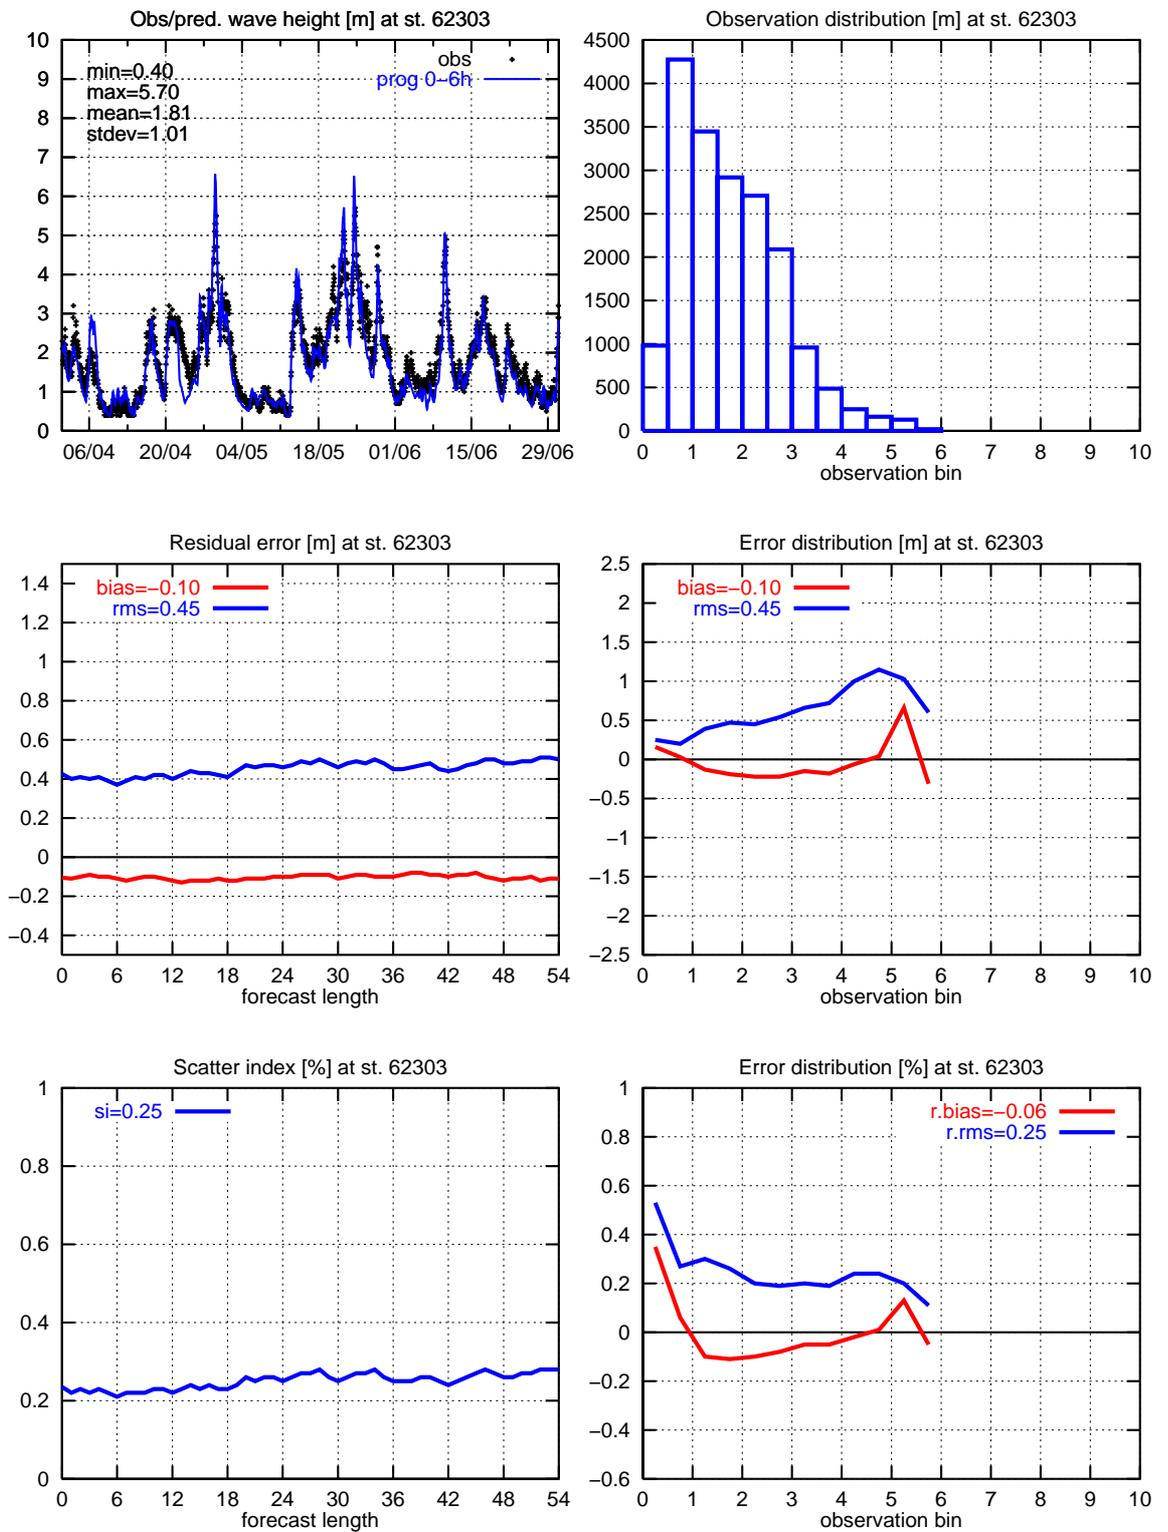 Obs/pred. wave height [m] at st. 62303
10
9
8
7
6
5
4
3
2
1
0
min=0.40
max=5.70
mean=1.81
stdev=1.01
obs
prog 0−6h
06/04 20/04 04/05 18/05 01/06 15/06 29/06
Observation distribution [m] at st. 62303
4500
4000
3500
3000
2500
2000
1500
1000
500
0
0 1 2 3 4 5 6 7 8 9 10
observation bin
Residual error [m] at st. 62303
1.4
1.2
1
0.8
0.6
0.4
0.2
0
−0.2
−0.4
bias=−0.10
rms=0.45
0 6 12 18 24 30 36 42 48 54
forecast length
Error distribution [m] at st. 62303
2.5
2
1.5
1
0.5
0
−0.5
−1
−1.5
−2
−2.5
bias=−0.10
rms=0.45
0 1 2 3 4 5 6 7 8 9 10
observation bin
Scatter index [%] at st. 62303
1
0.8
0.6
0.4
0.2
0
si=0.25
0 6 12 18 24 30 36 42 48 54
forecast length
Error distribution [%] at st. 62303
1
0.8
0.6
0.4
0.2
0
−0.2
−0.4
−0.6
r.bias=−0.06
r.rms=0.25
0 1 2 3 4 5 6 7 8 9 10
observation bin